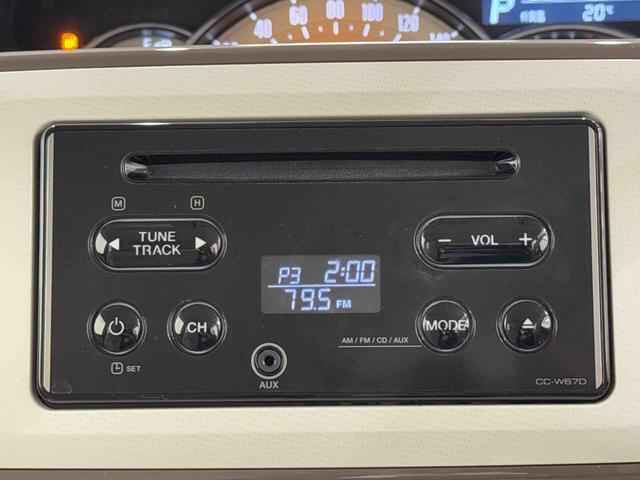 40 60 80 100 120 140
P 20℃
M H
TUNE
TRACK
◀ ▶
− VOL +
P3 2:00
79.5 FM
CH
MODE
AM / FM / CD / AUX
SET
AUX
CC-W67D